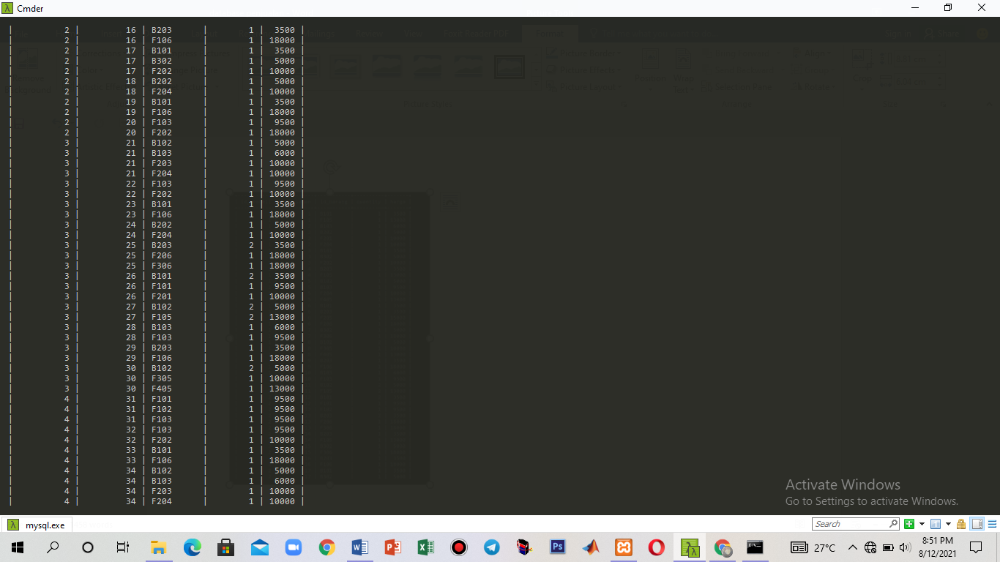 Cmder
| 2 | 16 | B203 | 1 | 3500 |
| 2 | 16 | F106 | 1 | 18000 |
| 2 | 17 | B101 | 1 | 3500 |
| 2 | 17 | B302 | 1 | 5000 |
| 2 | 17 | F202 | 1 | 10000 |
| 2 | 18 | B202 | 1 | 5000 |
| 2 | 18 | F204 | 1 | 10000 |
| 2 | 19 | B101 | 1 | 3500 |
| 2 | 19 | F106 | 1 | 18000 |
| 2 | 20 | F103 | 1 | 9500 |
| 2 | 20 | F202 | 1 | 18000 |
| 3 | 21 | B102 | 1 | 5000 |
| 3 | 21 | B103 | 1 | 6000 |
| 3 | 21 | F203 | 1 | 10000 |
| 3 | 21 | F204 | 1 | 10000 |
| 3 | 22 | F103 | 1 | 9500 |
| 3 | 22 | F202 | 1 | 10000 |
| 3 | 23 | B101 | 1 | 3500 |
| 3 | 23 | F106 | 1 | 18000 |
| 3 | 24 | B202 | 1 | 5000 |
| 3 | 24 | F204 | 1 | 10000 |
| 3 | 25 | B203 | 2 | 3500 |
| 3 | 25 | F206 | 1 | 18000 |
| 3 | 25 | F306 | 1 | 18000 |
| 3 | 26 | B101 | 2 | 3500 |
| 3 | 26 | F101 | 1 | 9500 |
| 3 | 26 | F201 | 1 | 10000 |
| 3 | 27 | B102 | 2 | 5000 |
| 3 | 27 | F105 | 2 | 13000 |
| 3 | 28 | B103 | 1 | 6000 |
| 3 | 28 | F103 | 1 | 9500 |
| 3 | 29 | B203 | 1 | 3500 |
| 3 | 29 | F106 | 1 | 18000 |
| 3 | 30 | B102 | 2 | 5000 |
| 3 | 30 | F305 | 1 | 10000 |
| 3 | 30 | F405 | 1 | 13000 |
| 4 | 31 | F101 | 1 | 9500 |
| 4 | 31 | F102 | 1 | 9500 |
| 4 | 31 | F103 | 1 | 9500 |
| 4 | 32 | F103 | 1 | 9500 |
| 4 | 32 | F202 | 1 | 10000 |
| 4 | 33 | B101 | 1 | 3500 |
| 4 | 33 | F106 | 1 | 18000 |
| 4 | 34 | B102 | 1 | 5000 |
| 4 | 34 | B103 | 1 | 6000 |
| 4 | 34 | F203 | 1 | 10000 |
| 4 | 34 | F204 | 1 | 10000 |
Activate Windows
Go to Settings to activate Windows.
mysql.exe
Search
27°C
8:51 PM
8/12/2021